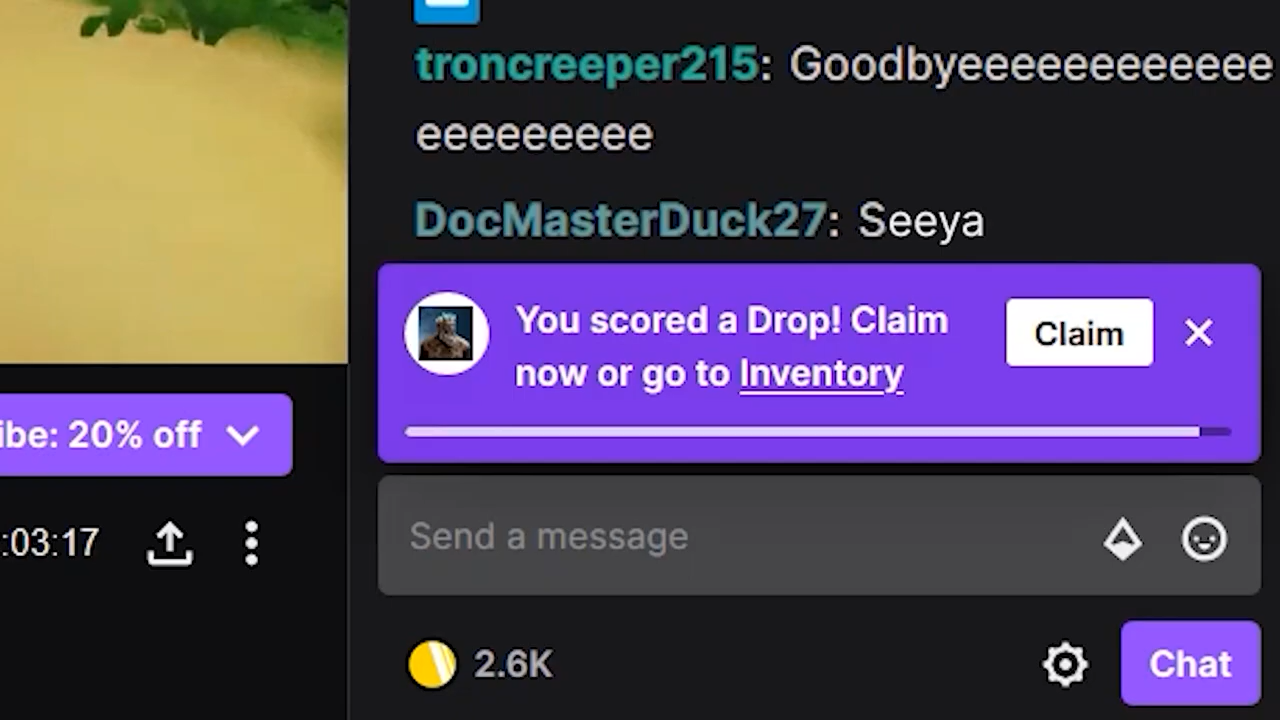 troncreeper215: Goodbyeeeeeeeeeeeee
eeeeeeeee
DocMasterDuck27: Seeya
You scored a Drop! Claim
now or go to Inventory
Claim
ibe: 20% off
Send a message
:03:17
2.6K
Chat